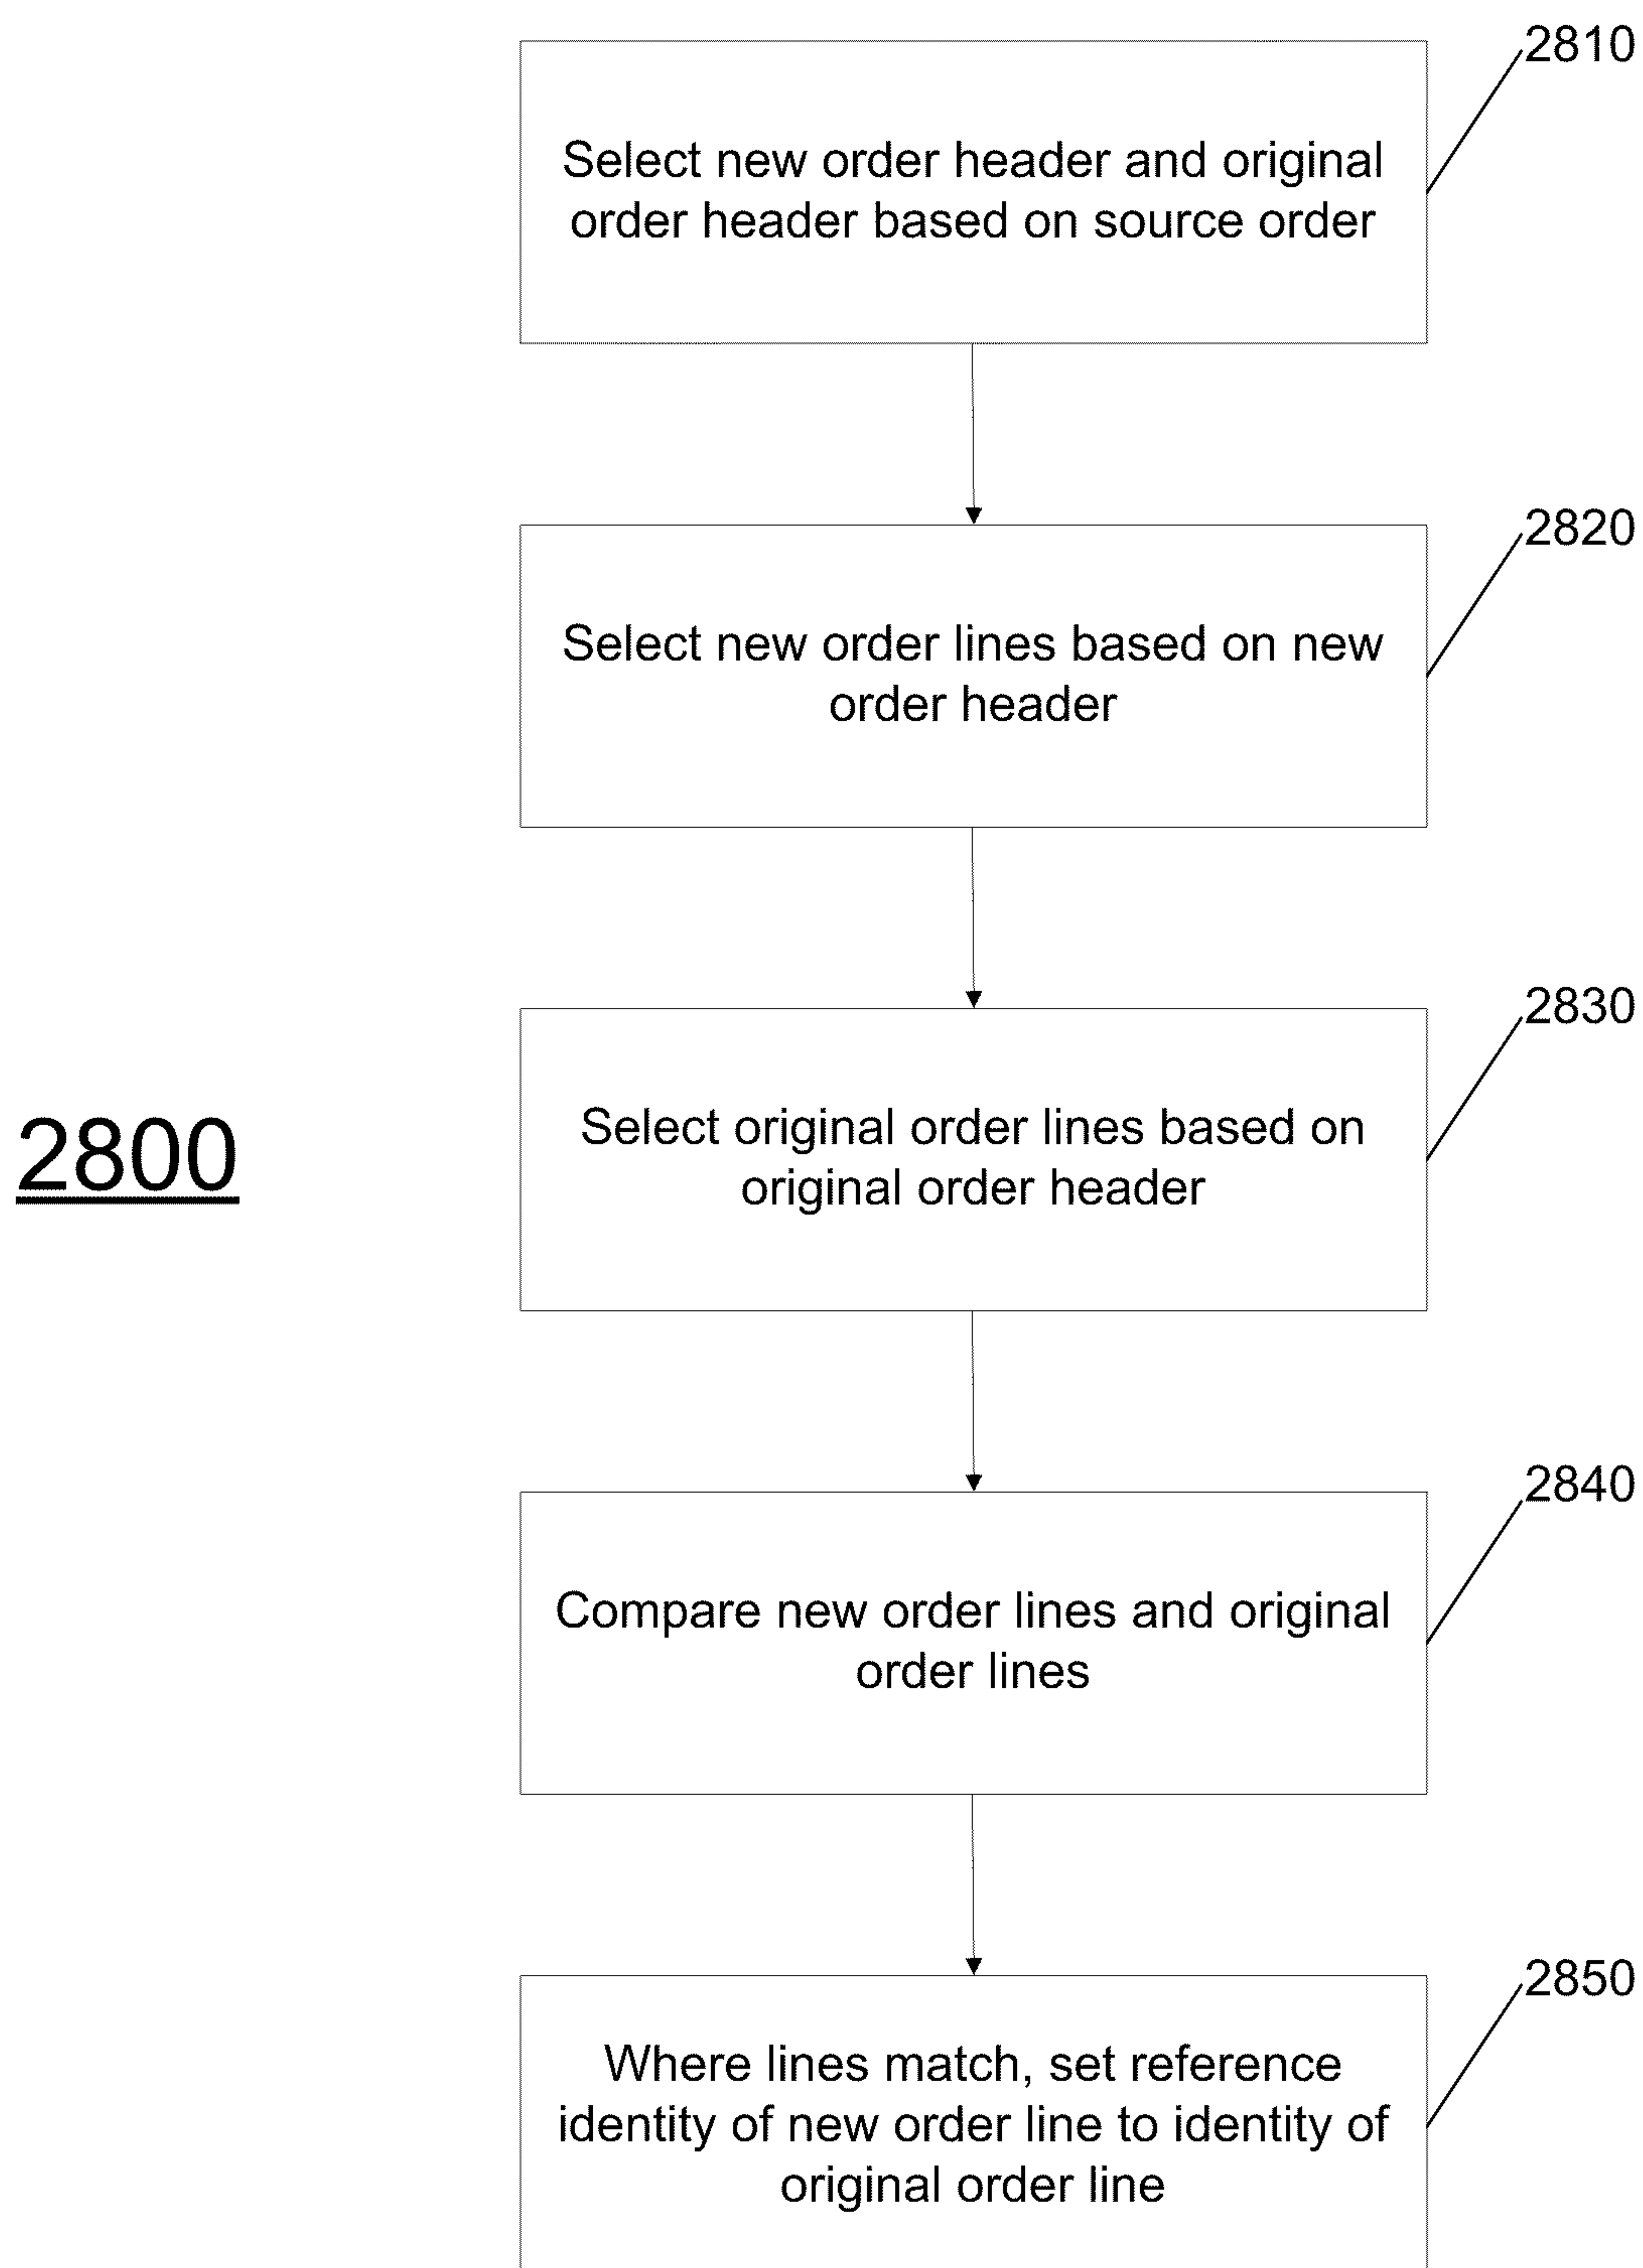 2810
Select new order header and original
order header based on source order
2820
Select new order lines based on new
order header
2830
Select original order lines based on
original order header
2800
2840
Compare new order lines and original
order lines
2850
Where lines match, set reference
identity of new order line to identity of
original order line